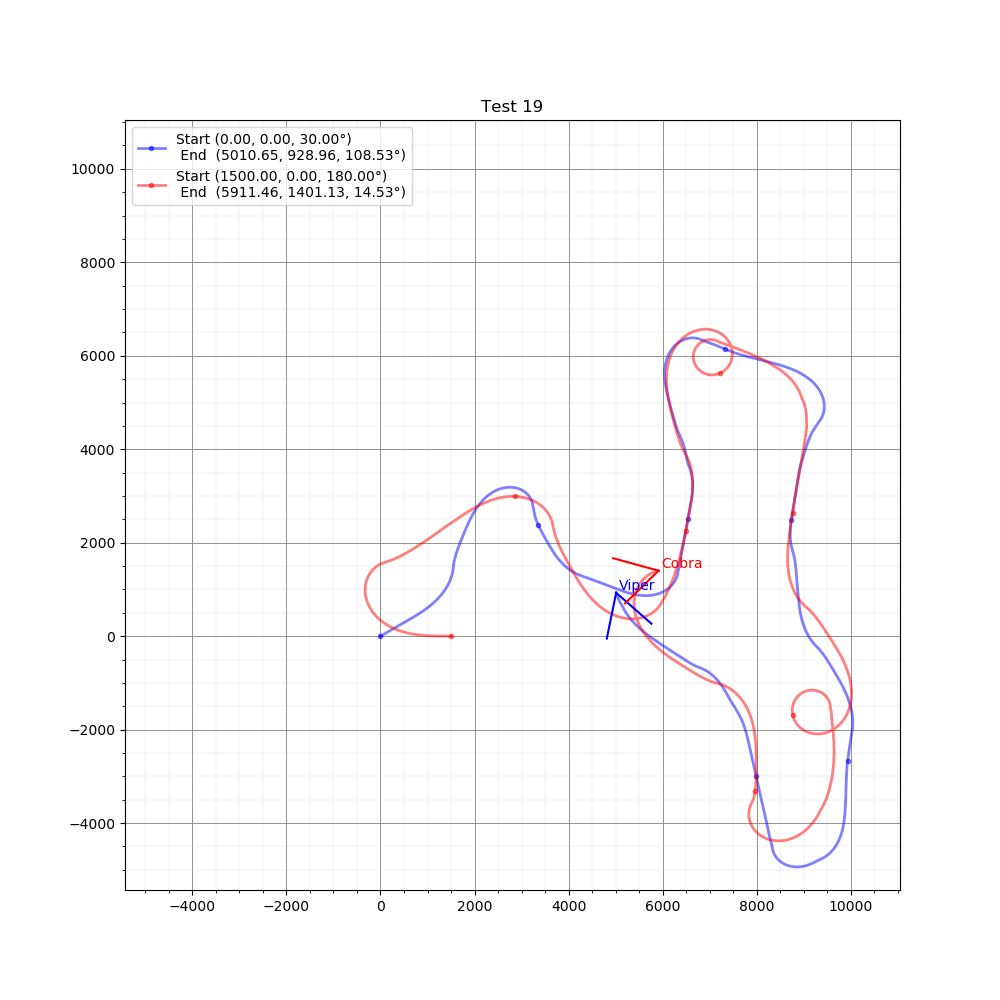 Test 19
Start (0.00, 0.00, 30.00°)
End (5010.65, 928.96, 108.53°)
Start (1500.00, 0.00, 180.00°)
End (5911.46, 1401.13, 14.53°)
10000
8000
6000
4000
2000
0
−2000
−4000
Cobra
Viper
−4000 −2000 0 2000 4000 6000 8000 10000